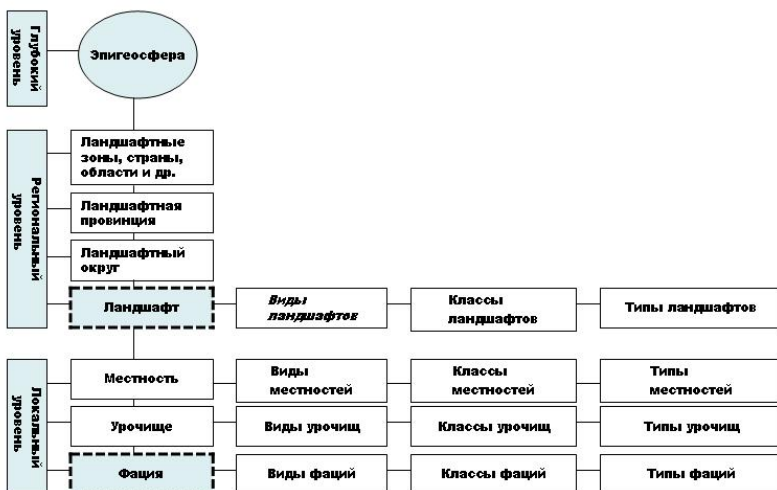 Глубокий
уровень
Эпигеосфера
Региональный
уровень
Ландшафтные
зоны, страны,
области и др.
Ландшафтная
провинция
Ландшафтный
округ
Ландшафт
Виды
ландшафтов
Классы
ландшафтов
Типы ландшафтов
Локальный
уровень
Местность
Виды
местностей
Классы
местностей
Типы
местностей
Урочище
Виды урочищ
Классы урочищ
Типы урочищ
Фация
Виды фаций
Классы фаций
Типы фаций